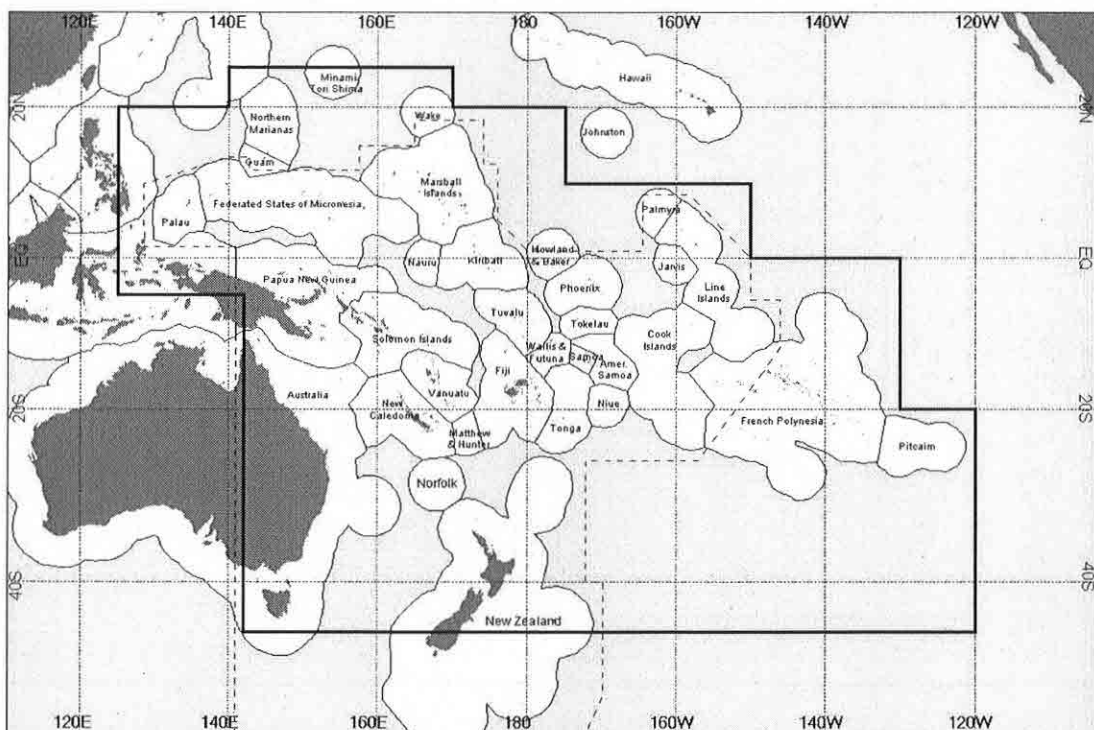 120E 140E 160E 180 160W 140W 120W
Minami
Tori Shima
Hawaii
20N 20N
Wake
Northern
Marianas
Johnston
Guam
Marshall
Islands
Federated States of Micronesia
Palau
Palmyra
EQ EQ
Nauru
Kiribati
Howland
& Baker
Jarvis
Papua New Guinea
Phoenix
Line
Islands
Tuvalu
Tokelau
Solomon Islands
Cook
Islands
Wallis &
Futuna
Samoa
Amer.
Samoa
Fiji
Vanuatu
Australia
New
Caledonia
Niue
20S 20S
French Polynesia
Matthew
& Hunter
Tonga
Pitcairn
Norfolk
40S 40S
New Zealand
120E 140E 160E 180 160W 140W 120W